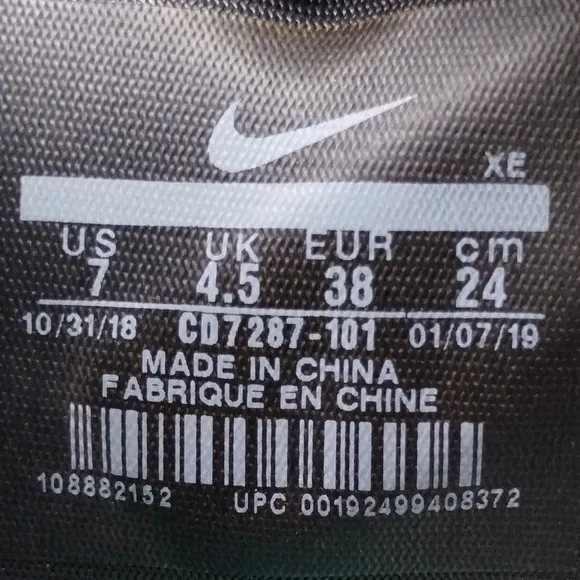 XE
US UK EUR cm
7 4.5 38 24
10/31/18 CD7287-101 01/07/19
MADE IN CHINA
FABRIQUE EN CHINE
108882152 UPC 00192499408372